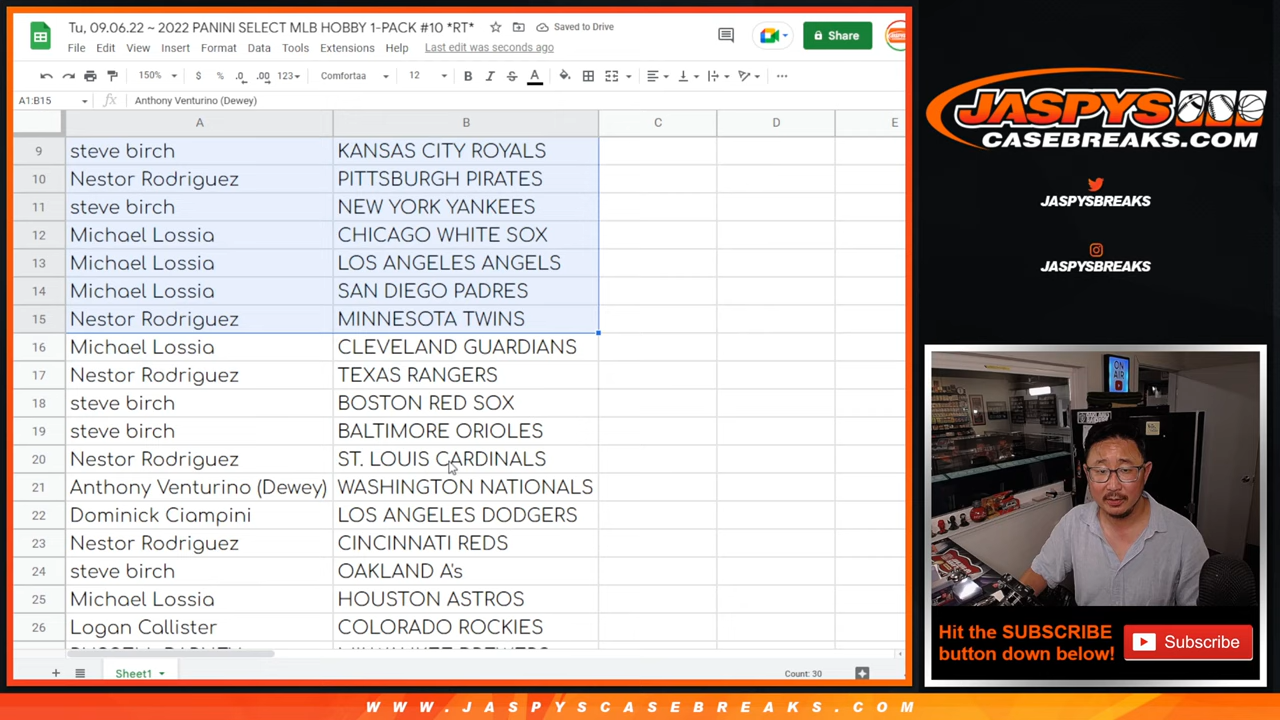 Tu, 09.06.22 ~ 2022 PANINI SELECT MLB HOBBY 1-PACK #10 *RT*
Saved to Drive
File Edit View Insert Format Data Tools Extensions Help Last edit was seconds ago
Share
150% $ % .0 .00 123 Comfortaa 12 B I S A
A1:B15 fx Anthony Venturino (Dewey)
A B C D E
9 steve birch KANSAS CITY ROYALS
10 Nestor Rodriguez PITTSBURGH PIRATES
11 steve birch NEW YORK YANKEES
12 Michael Lossia CHICAGO WHITE SOX
13 Michael Lossia LOS ANGELES ANGELS
14 Michael Lossia SAN DIEGO PADRES
15 Nestor Rodriguez MINNESOTA TWINS
16 Michael Lossia CLEVELAND GUARDIANS
17 Nestor Rodriguez TEXAS RANGERS
18 steve birch BOSTON RED SOX
19 steve birch BALTIMORE ORIOLES
20 Nestor Rodriguez ST. LOUIS CARDINALS
21 Anthony Venturino (Dewey) WASHINGTON NATIONALS
22 Dominick Ciampini LOS ANGELES DODGERS
23 Nestor Rodriguez CINCINNATI REDS
24 steve birch OAKLAND A's
25 Michael Lossia HOUSTON ASTROS
26 Logan Callister COLORADO ROCKIES
Sheet1
Count: 30
JASPYS
CASEBREAKS.COM
JASPYSBREAKS
JASPYSBREAKS
ON AIR
Hit the SUBSCRIBE
button down below!
Subscribe
WWW.JASPYSCASEBREAKS.COM